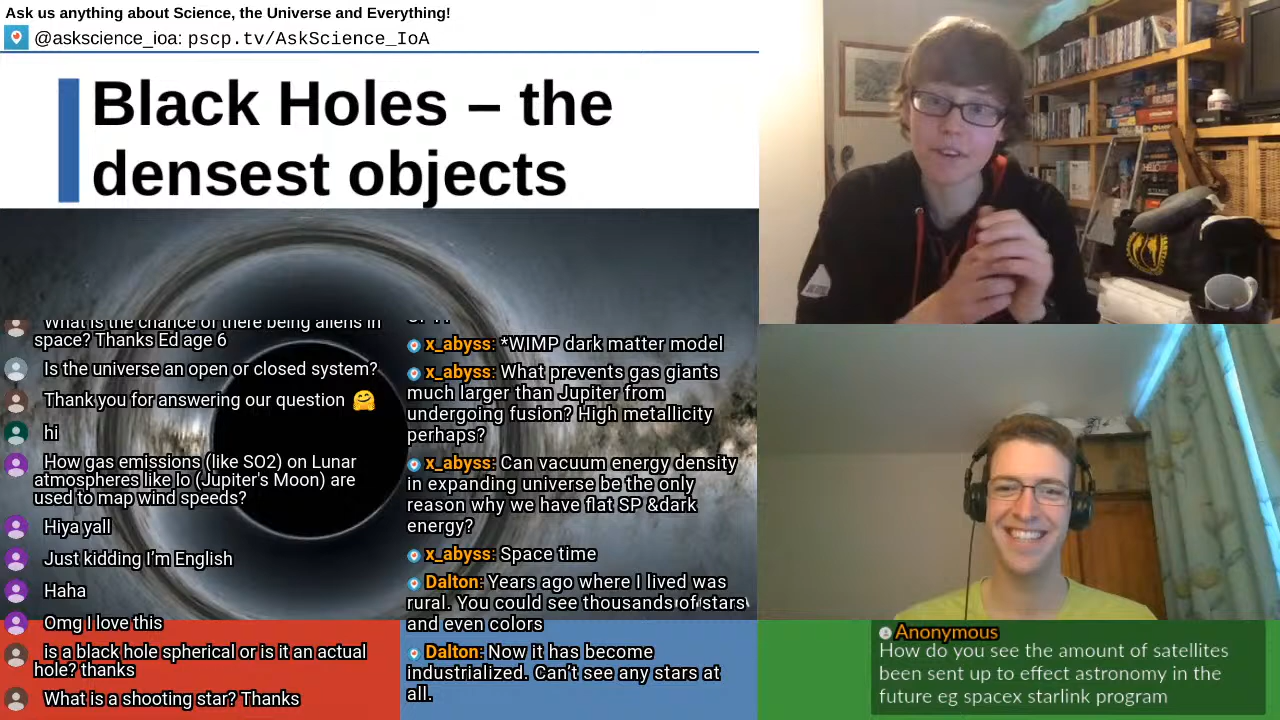 Ask us anything about Science, the Universe and Everything!
@askscience_ioa: pscp.tv/AskScience_IoA
Black Holes – the
densest objects
What is the chance of there being aliens in
space? Thanks Ed age 6
Is the universe an open or closed system?
Thank you for answering our question 🤗
hi
How gas emissions (like SO2) on Lunar
atmospheres like Io (Jupiter's Moon) are
used to map wind speeds?
Hiya yall
Just kidding I'm English
Haha
Omg I love this
is a black hole spherical or is it an actual
hole? thanks
What is a shooting star? Thanks
x_abyss: *WIMP dark matter model
x_abyss: What prevents gas giants
much larger than Jupiter from
undergoing fusion? High metallicity
perhaps?
x_abyss: Can vacuum energy density
in expanding universe be the only
reason why we have flat SP &dark
energy?
x_abyss: Space time
Dalton: Years ago where I lived was
rural. You could see thousands of stars
and even colors
Dalton: Now it has become
industrialized. Can't see any stars at
all.
Anonymous
How do you see the amount of satellites
been sent up to effect astronomy in the
future eg spacex starlink program